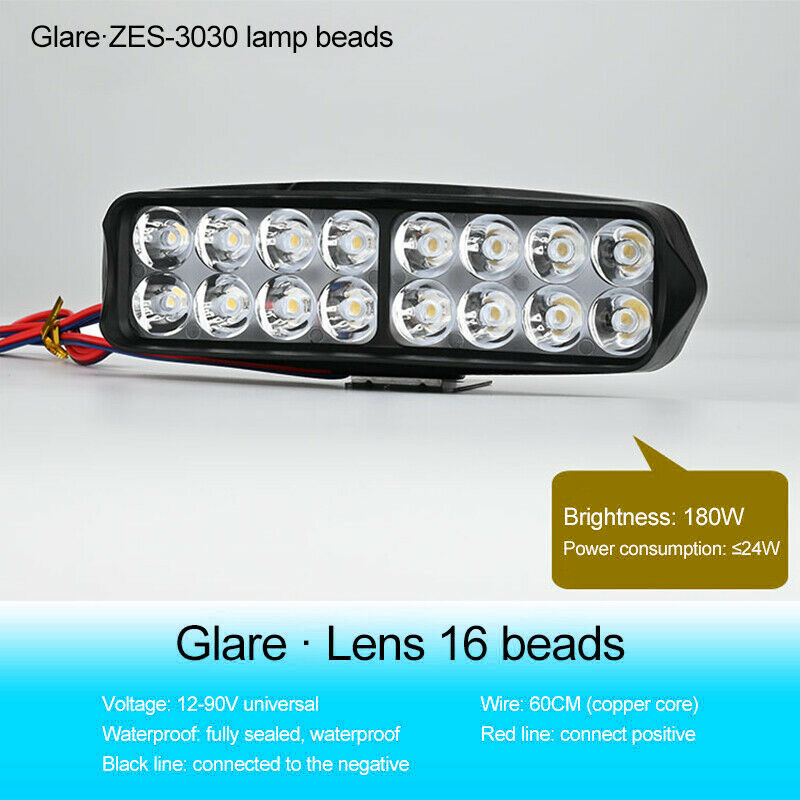 Glare·ZES-3030 lamp beads
Brightness: 180W
Power consumption: ≤24W
Glare · Lens 16 beads
Voltage: 12-90V universal
Wire: 60CM (copper core)
Waterproof: fully sealed, waterproof
Red line: connect positive
Black line: connected to the negative